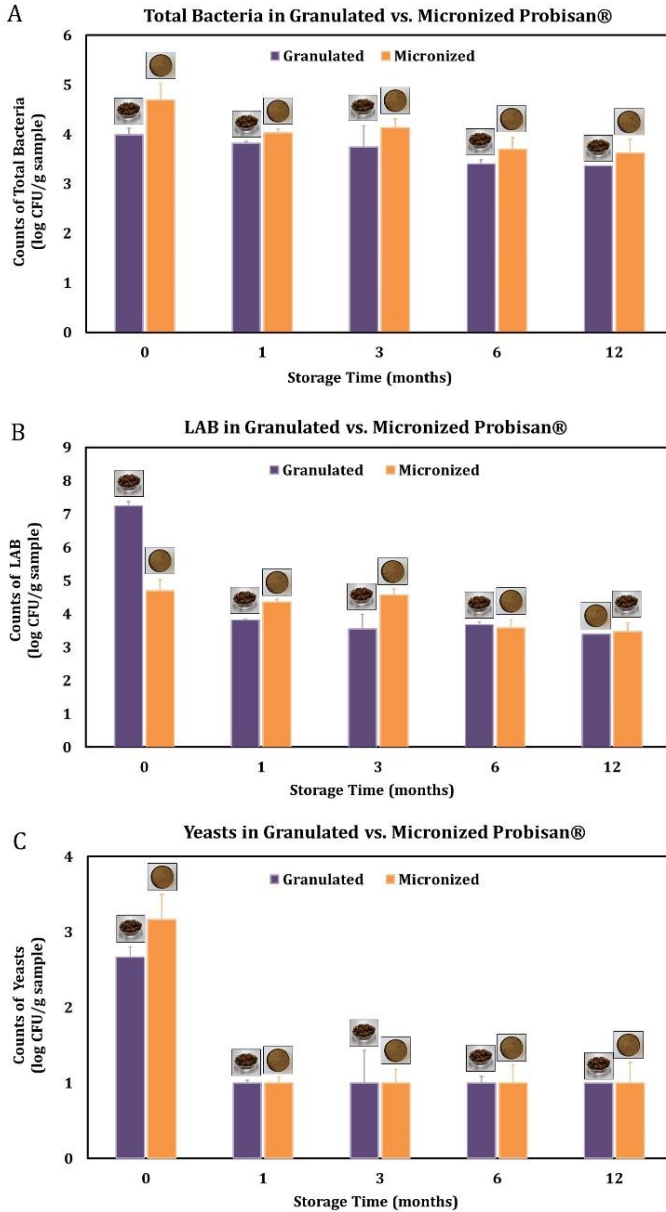 A
Total Bacteria in Granulated vs. Micronized Probisan®
6
5
4
3
2
1
0
Counts of Total Bacteria
(log CFU/g sample)
Granulated
Micronized
0
1
3
6
12
Storage Time (months)
B
LAB in Granulated vs. Micronized Probisan®
9
8
7
6
5
4
3
2
1
0
Counts of LAB
(log CFU/g sample)
Granulated
Micronized
0
1
3
6
12
Storage Time (months)
C
Yeasts in Granulated vs. Micronized Probisan®
4
3
2
1
0
Counts of Yeasts
(log CFU/g sample)
Granulated
Micronized
0
1
3
6
12
Storage Time (months)